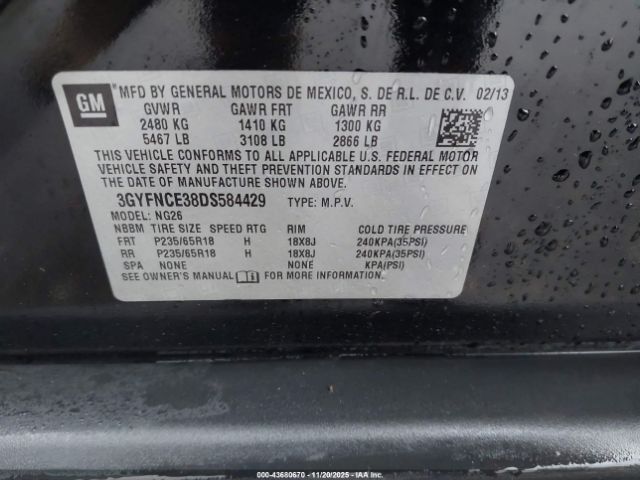 GM
MFD BY GENERAL MOTORS DE MEXICO, S. DE R.L. DE C.V. 02/13
GVWR GAWR FRT GAWR RR
2480 KG 1410 KG 1300 KG
5467 LB 3108 LB 2866 LB
THIS VEHICLE CONFORMS TO ALL APPLICABLE U.S. FEDERAL MOTOR
VEHICLE SAFETY AND THEFT PREVENTION STANDARDS IN EFFECT ON
THE DATE OF MANUFACTURE SHOWN ABOVE.
3GYFNCE38DS584429 TYPE: M.P.V.
MODEL: NG26
NBBM TIRE SIZE SPEED RTG RIM COLD TIRE PRESSURE
FRT P235/65R18 H 18X8J 240KPA(35PSI)
RR P235/65R18 H 18X8J 240KPA(35PSI)
SPA NONE NONE KPA(PSI)
SEE OWNER'S MANUAL FOR MORE INFORMATION.
000-43680670 - 11/20/2025 - IAAI.com